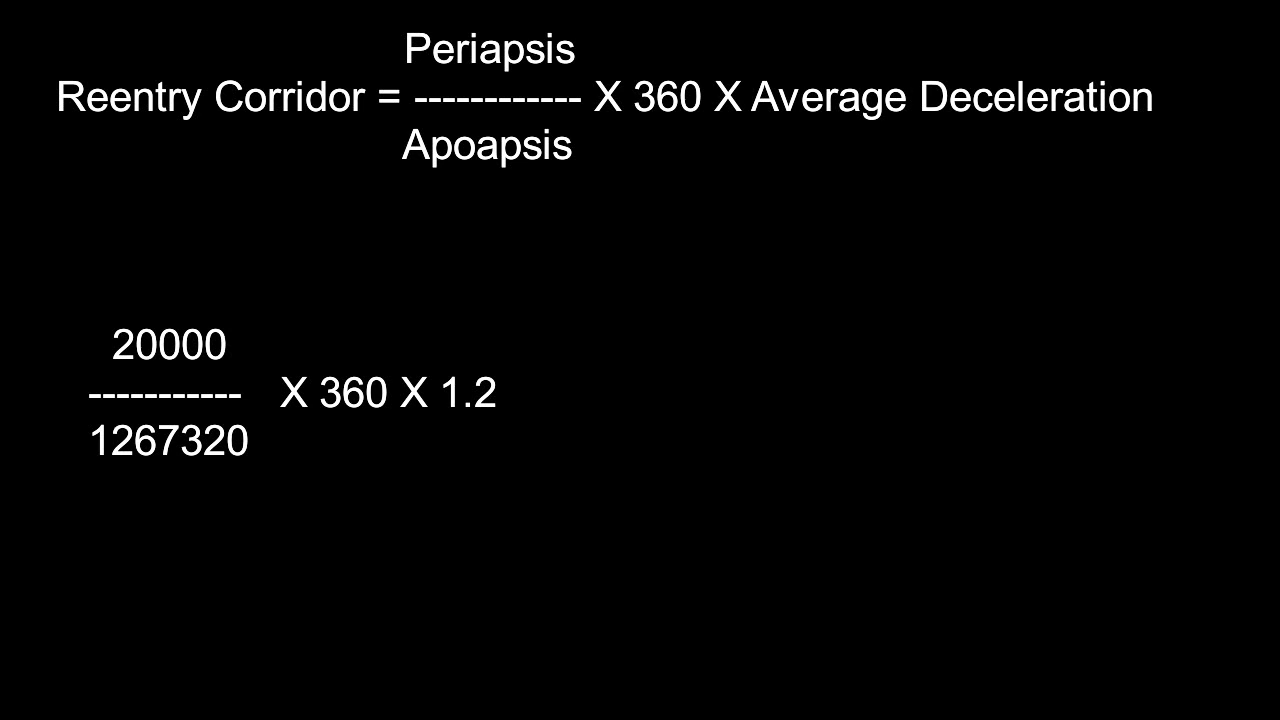 Periapsis
Reentry Corridor = ------------ X 360 X Average Deceleration
Apoapsis
20000
----------- X 360 X 1.2
1267320